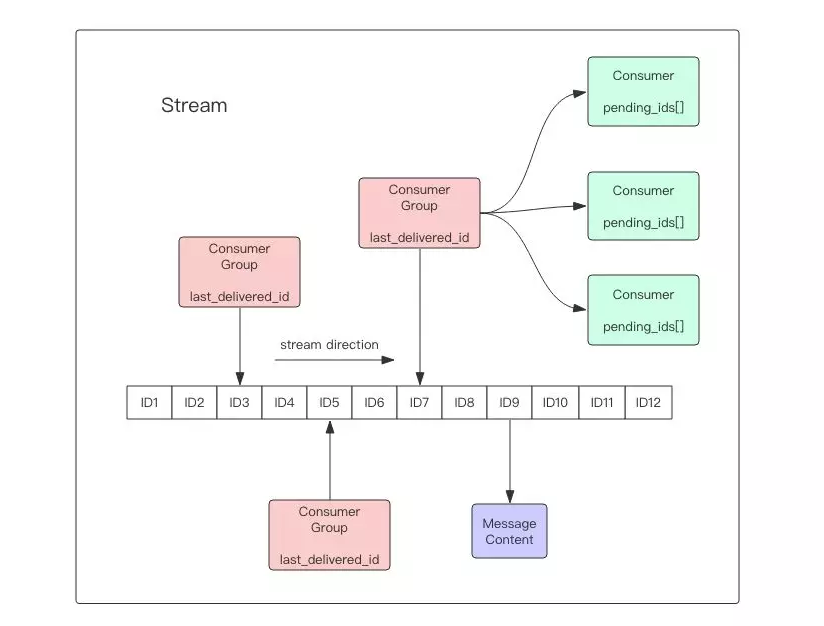 Stream
Consumer
pending_ids[]
Consumer
Group
last_delivered_id
Consumer
pending_ids[]
Consumer
Group
last_delivered_id
Consumer
pending_ids[]
stream direction
ID1 ID2 ID3 ID4 ID5 ID6 ID7 ID8 ID9 ID10 ID11 ID12
Consumer
Group
last_delivered_id
Message
Content